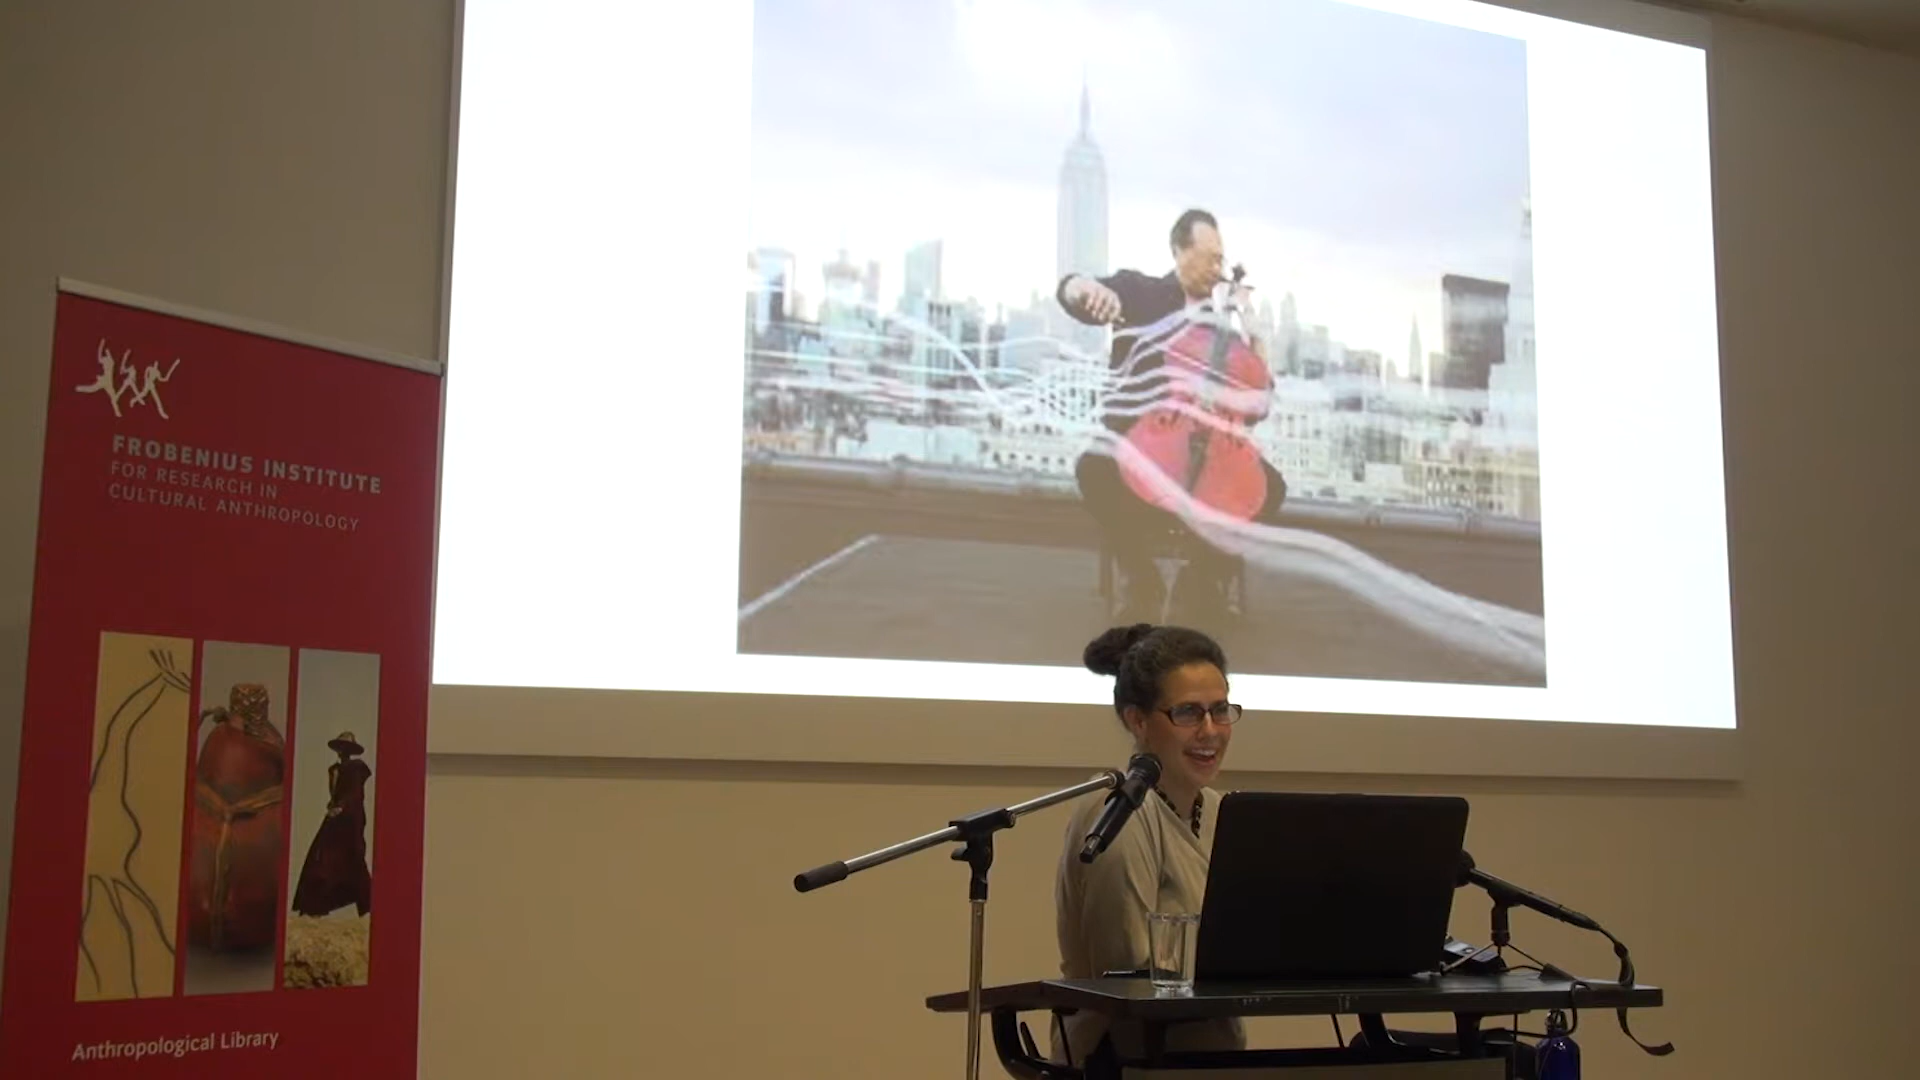 FROBENIUS INSTITUTE
FOR RESEARCH IN
CULTURAL ANTHROPOLOGY
Anthropological Library